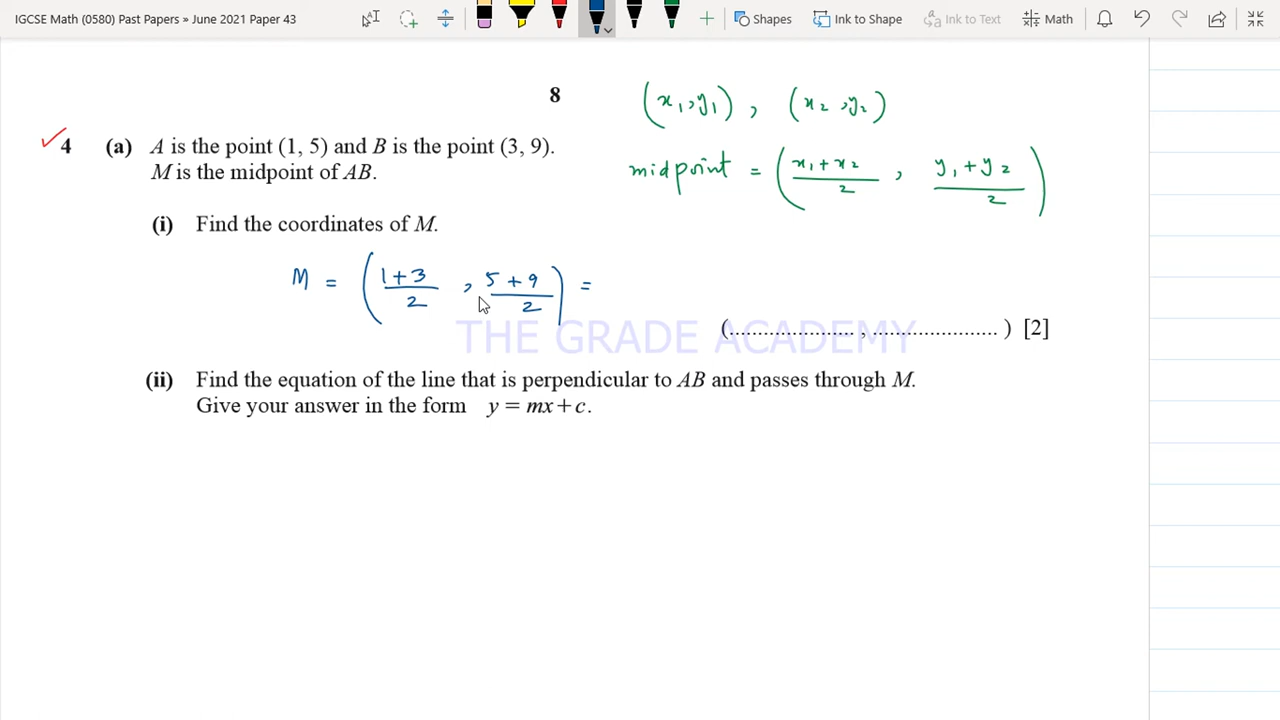 IGCSE Math (0580) Past Papers » June 2021 Paper 43
Shapes
Ink to Shape
Ink to Text
Math
8
(x₁,y₁) , (x₂,y₂)
✓4 (a) A is the point (1, 5) and B is the point (3, 9).
M is the midpoint of AB.
midpoint = ( x₁+x₂ / 2 , y₁+y₂ / 2 )
(i) Find the coordinates of M.
M = ( 1+3 / 2 , 5+9 / 2 ) =
THE GRADE ACADEMY
(...................... , ...................... ) [2]
(ii) Find the equation of the line that is perpendicular to AB and passes through M.
Give your answer in the form y = mx + c.